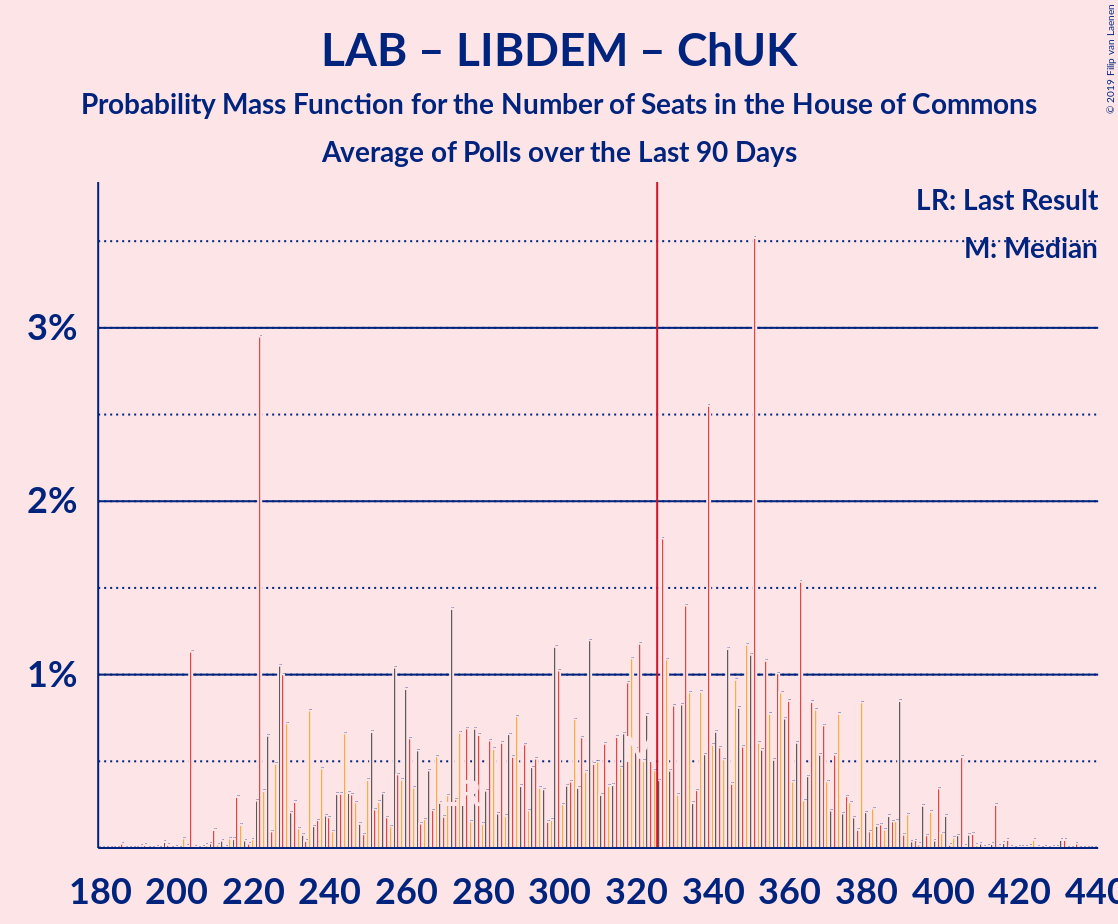 LAB – LIBDEM – ChUK
Probability Mass Function for the Number of Seats in the House of Commons
Average of Polls over the Last 90 Days
© 2019 Filip van Laenen
LR: Last Result
M: Median
3%
2%
1%
LR
M
180 200 220 240 260 280 300 320 340 360 380 400 420 440